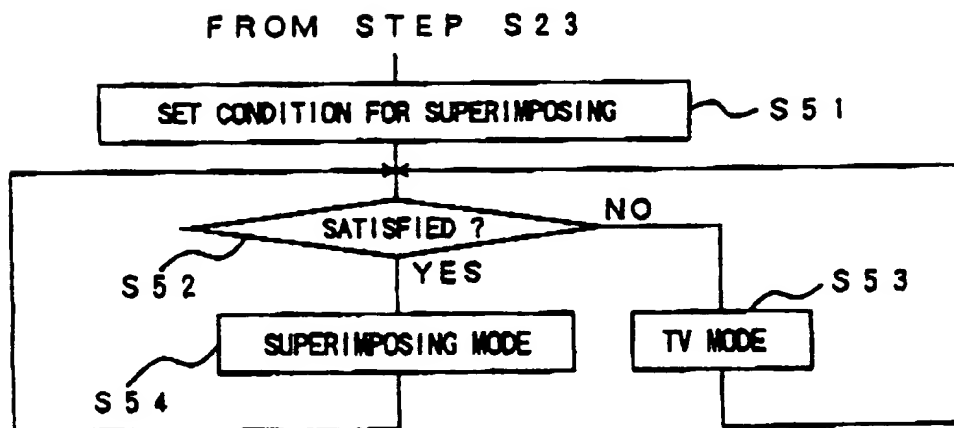 FROM STEP S23
SET CONDITION FOR SUPERIMPOSING
S51
SATISFIED ?
NO
S52
YES
S53
SUPERIMPOSING MODE
TV MODE
S54